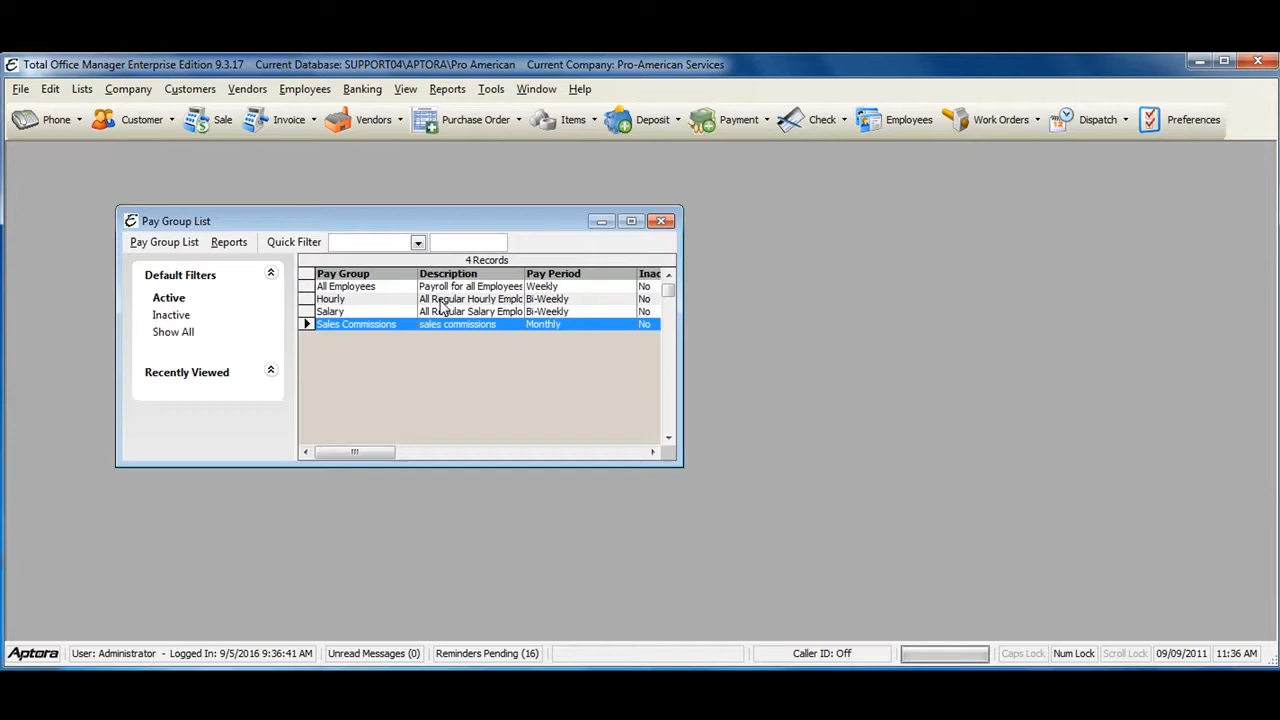 Total Office Manager Enterprise Edition 9.3.17 Current Database: SUPPORT04\APTORA\Pro American Current Company: Pro-American Services
File Edit Lists Company Customers Vendors Employees Banking View Reports Tools Window Help
Phone Customer Sale Invoice Vendors Purchase Order Items Deposit Payment Check Employees Work Orders Dispatch Preferences
Pay Group List
Pay Group List Reports Quick Filter
4 Records
Default Filters
Active
Inactive
Show All
Recently Viewed
Pay Group Description Pay Period Inac
All Employees Payroll for all Employees Weekly No
Hourly All Regular Hourly Emplo Bi-Weekly No
Salary All Regular Salary Emplo Bi-Weekly No
Sales Commissions sales commissions Monthly No
Aptora User: Administrator - Logged In: 9/5/2016 9:36:41 AM Unread Messages (0) Reminders Pending (16) Caller ID: Off Caps Lock Num Lock Scroll Lock 09/09/2011 11:36 AM